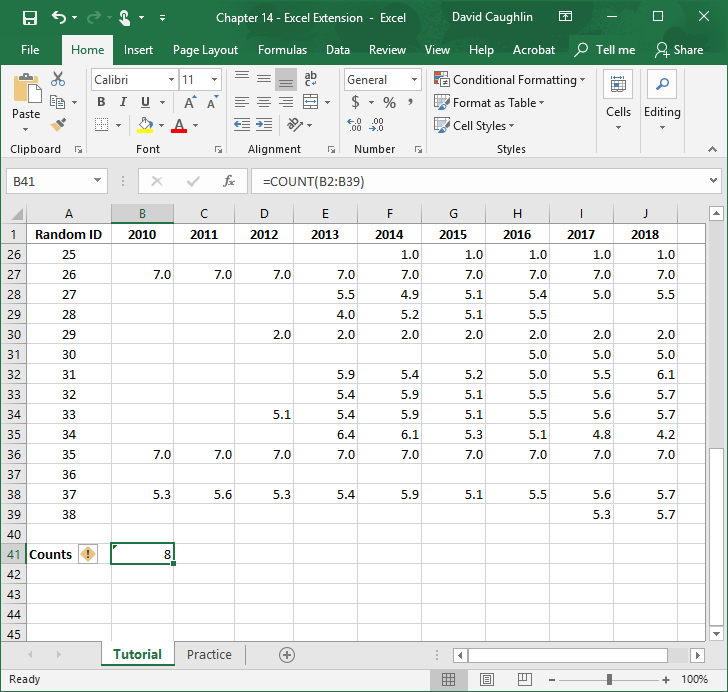 Chapter 14 - Excel Extension - Excel David Caughlin
File Home Insert Page Layout Formulas Data Review View Help Acrobat Tell me Share
Paste
Calibri 11
B I U A A
A
ab
General
$ % ,
.00 .00
Conditional Formatting
Format as Table
Cell Styles
Cells
Editing
Clipboard Font Alignment Number Styles
B41 fx =COUNT(B2:B39)
A B C D E F G H I J
1 Random ID 2010 2011 2012 2013 2014 2015 2016 2017 2018
26 25 1.0 1.0 1.0 1.0 1.0
27 26 7.0 7.0 7.0 7.0 7.0 7.0 7.0 7.0 7.0
28 27 5.5 4.9 5.1 5.4 5.0 5.5
29 28 4.0 5.2 5.1 5.5
30 29 2.0 2.0 2.0 2.0 2.0 2.0 2.0
31 30 5.0 5.0 5.0
32 31 5.9 5.4 5.2 5.0 5.5 6.1
33 32 5.4 5.9 5.1 5.5 5.6 5.7
34 33 5.1 5.4 5.9 5.1 5.5 5.6 5.7
35 34 6.4 6.1 5.3 5.1 4.8 4.2
36 35 7.0 7.0 7.0 7.0 7.0 7.0 7.0 7.0 7.0
37 36
38 37 5.3 5.6 5.3 5.4 5.9 5.1 5.5 5.6 5.7
39 38 5.3 5.7
40
41 Counts 8
42
43
44
45
Tutorial Practice
Ready 100%